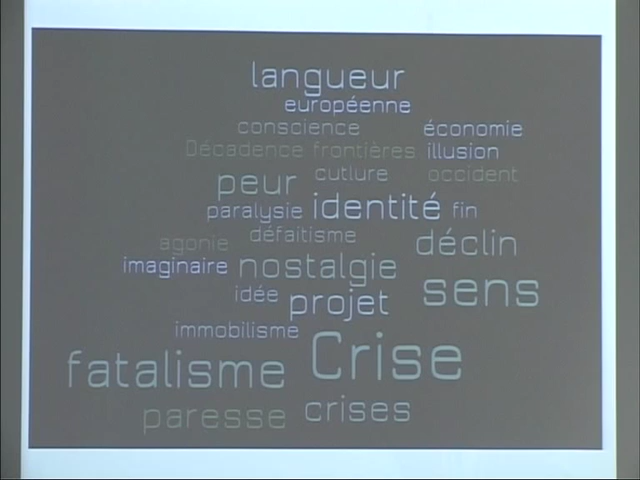 langueur
européenne
conscience économie
Décadence frontières illusion
cutlure occident
peur identité fin
paralysie
défaitisme
agonie déclin
imaginaire nostalgie
idée projet sens
immobilisme
fatalisme Crise
paresse crises